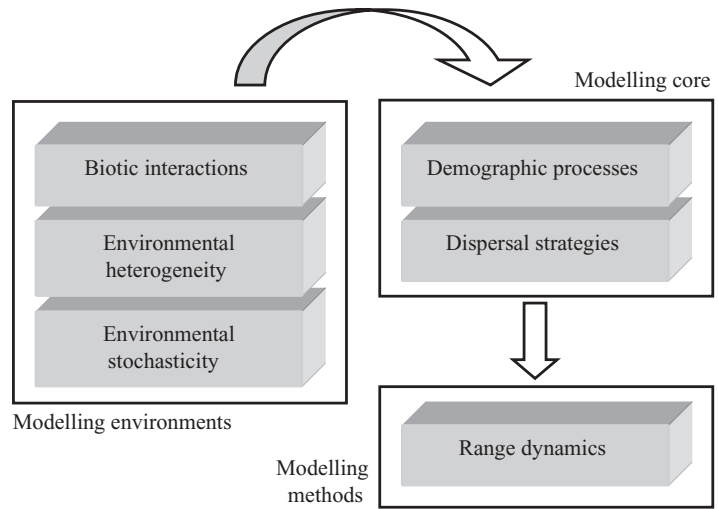 Modelling core
Biotic interactions
Environmental
heterogeneity
Environmental
stochasticity
Modelling environments
Demographic processes
Dispersal strategies
Range dynamics
Modelling
methods